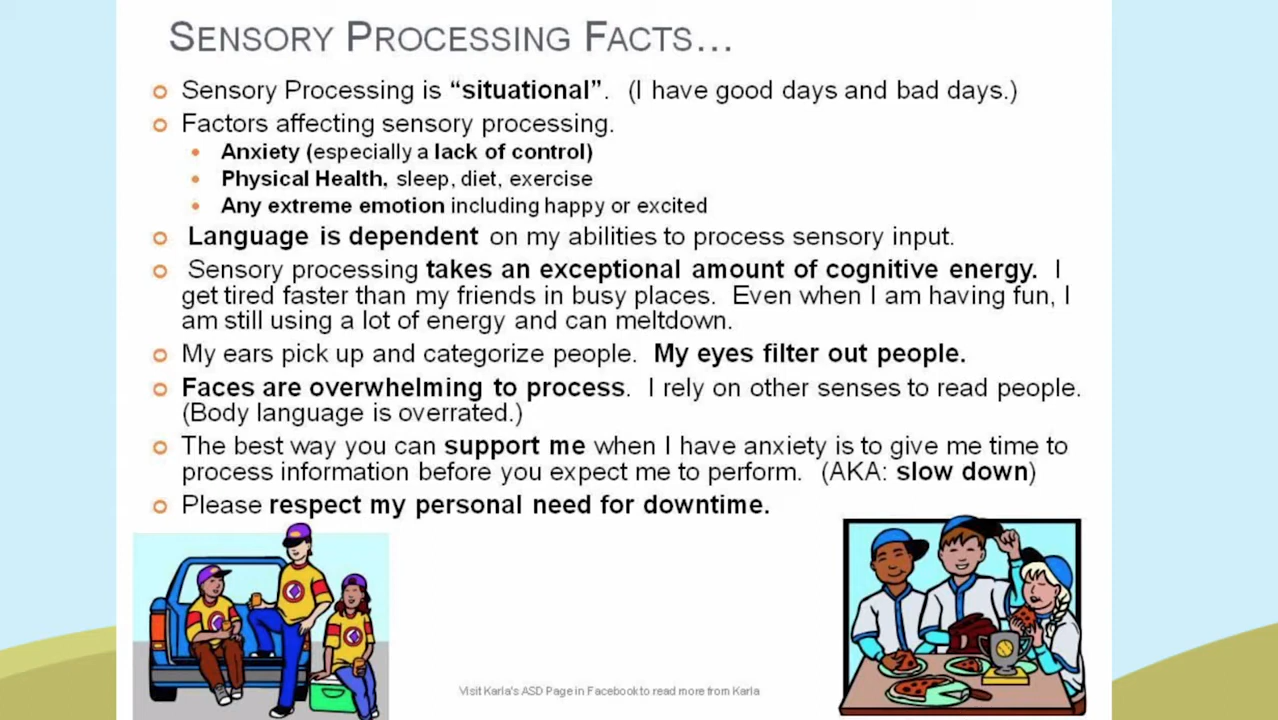 SENSORY PROCESSING FACTS...
Sensory Processing is “situational”. (I have good days and bad days.)
Factors affecting sensory processing.
Anxiety (especially a lack of control)
Physical Health, sleep, diet, exercise
Any extreme emotion including happy or excited
Language is dependent on my abilities to process sensory input.
Sensory processing takes an exceptional amount of cognitive energy. I
get tired faster than my friends in busy places. Even when I am having fun, I
am still using a lot of energy and can meltdown.
My ears pick up and categorize people. My eyes filter out people.
Faces are overwhelming to process. I rely on other senses to read people.
(Body language is overrated.)
The best way you can support me when I have anxiety is to give me time to
process information before you expect me to perform. (AKA: slow down)
Please respect my personal need for downtime.
Visit Karla's ASD Page in Facebook to read more from Karla